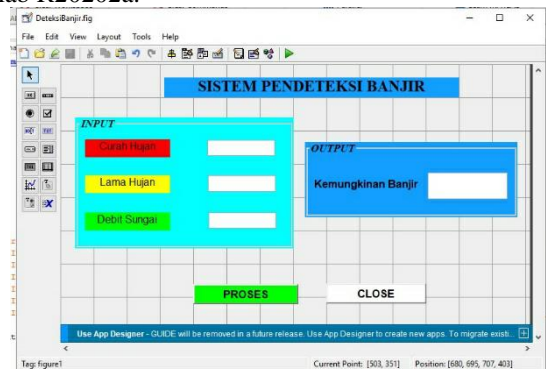 DeteksiBanjir.fig
File Edit View Layout Tools Help
SISTEM PENDETEKSI BANJIR
INPUT
Curah Hujan
Lama Hujan
Debit Sungai
OUTPUT
Kemungkinan Banjir
PROSES
CLOSE
Use App Designer - GUIDE will be removed in a future release. Use App Designer to create new apps. To migrate existi...
Tag: figure1 Current Point: [503, 351] Position: [680, 695, 707, 403]